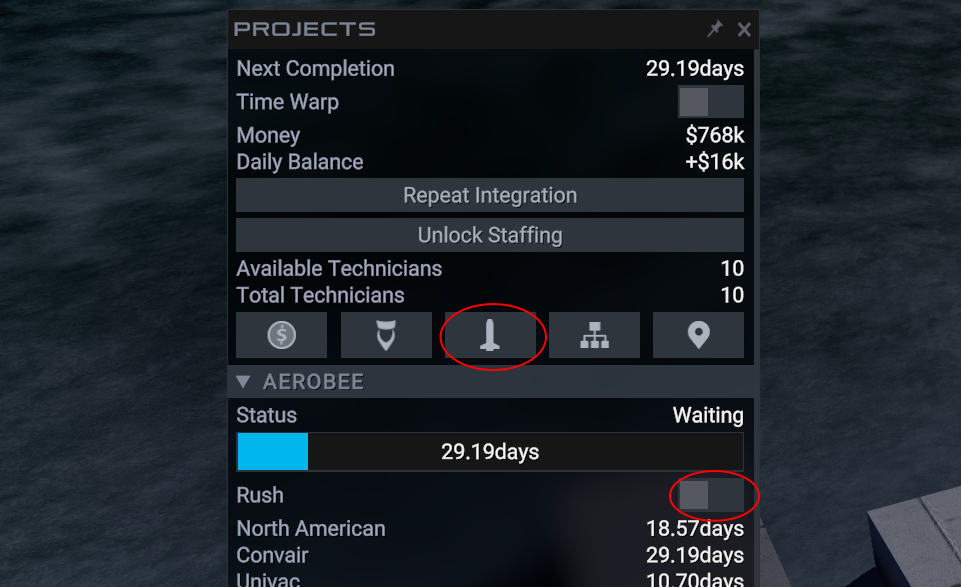 PROJECTS
Next Completion 29.19days
Time Warp
Money $768k
Daily Balance +$16k
Repeat Integration
Unlock Staffing
Available Technicians 10
Total Technicians 10
AEROBEE
Status Waiting
29.19days
Rush
North American 18.57days
Convair 29.19days
Univac 10.70days